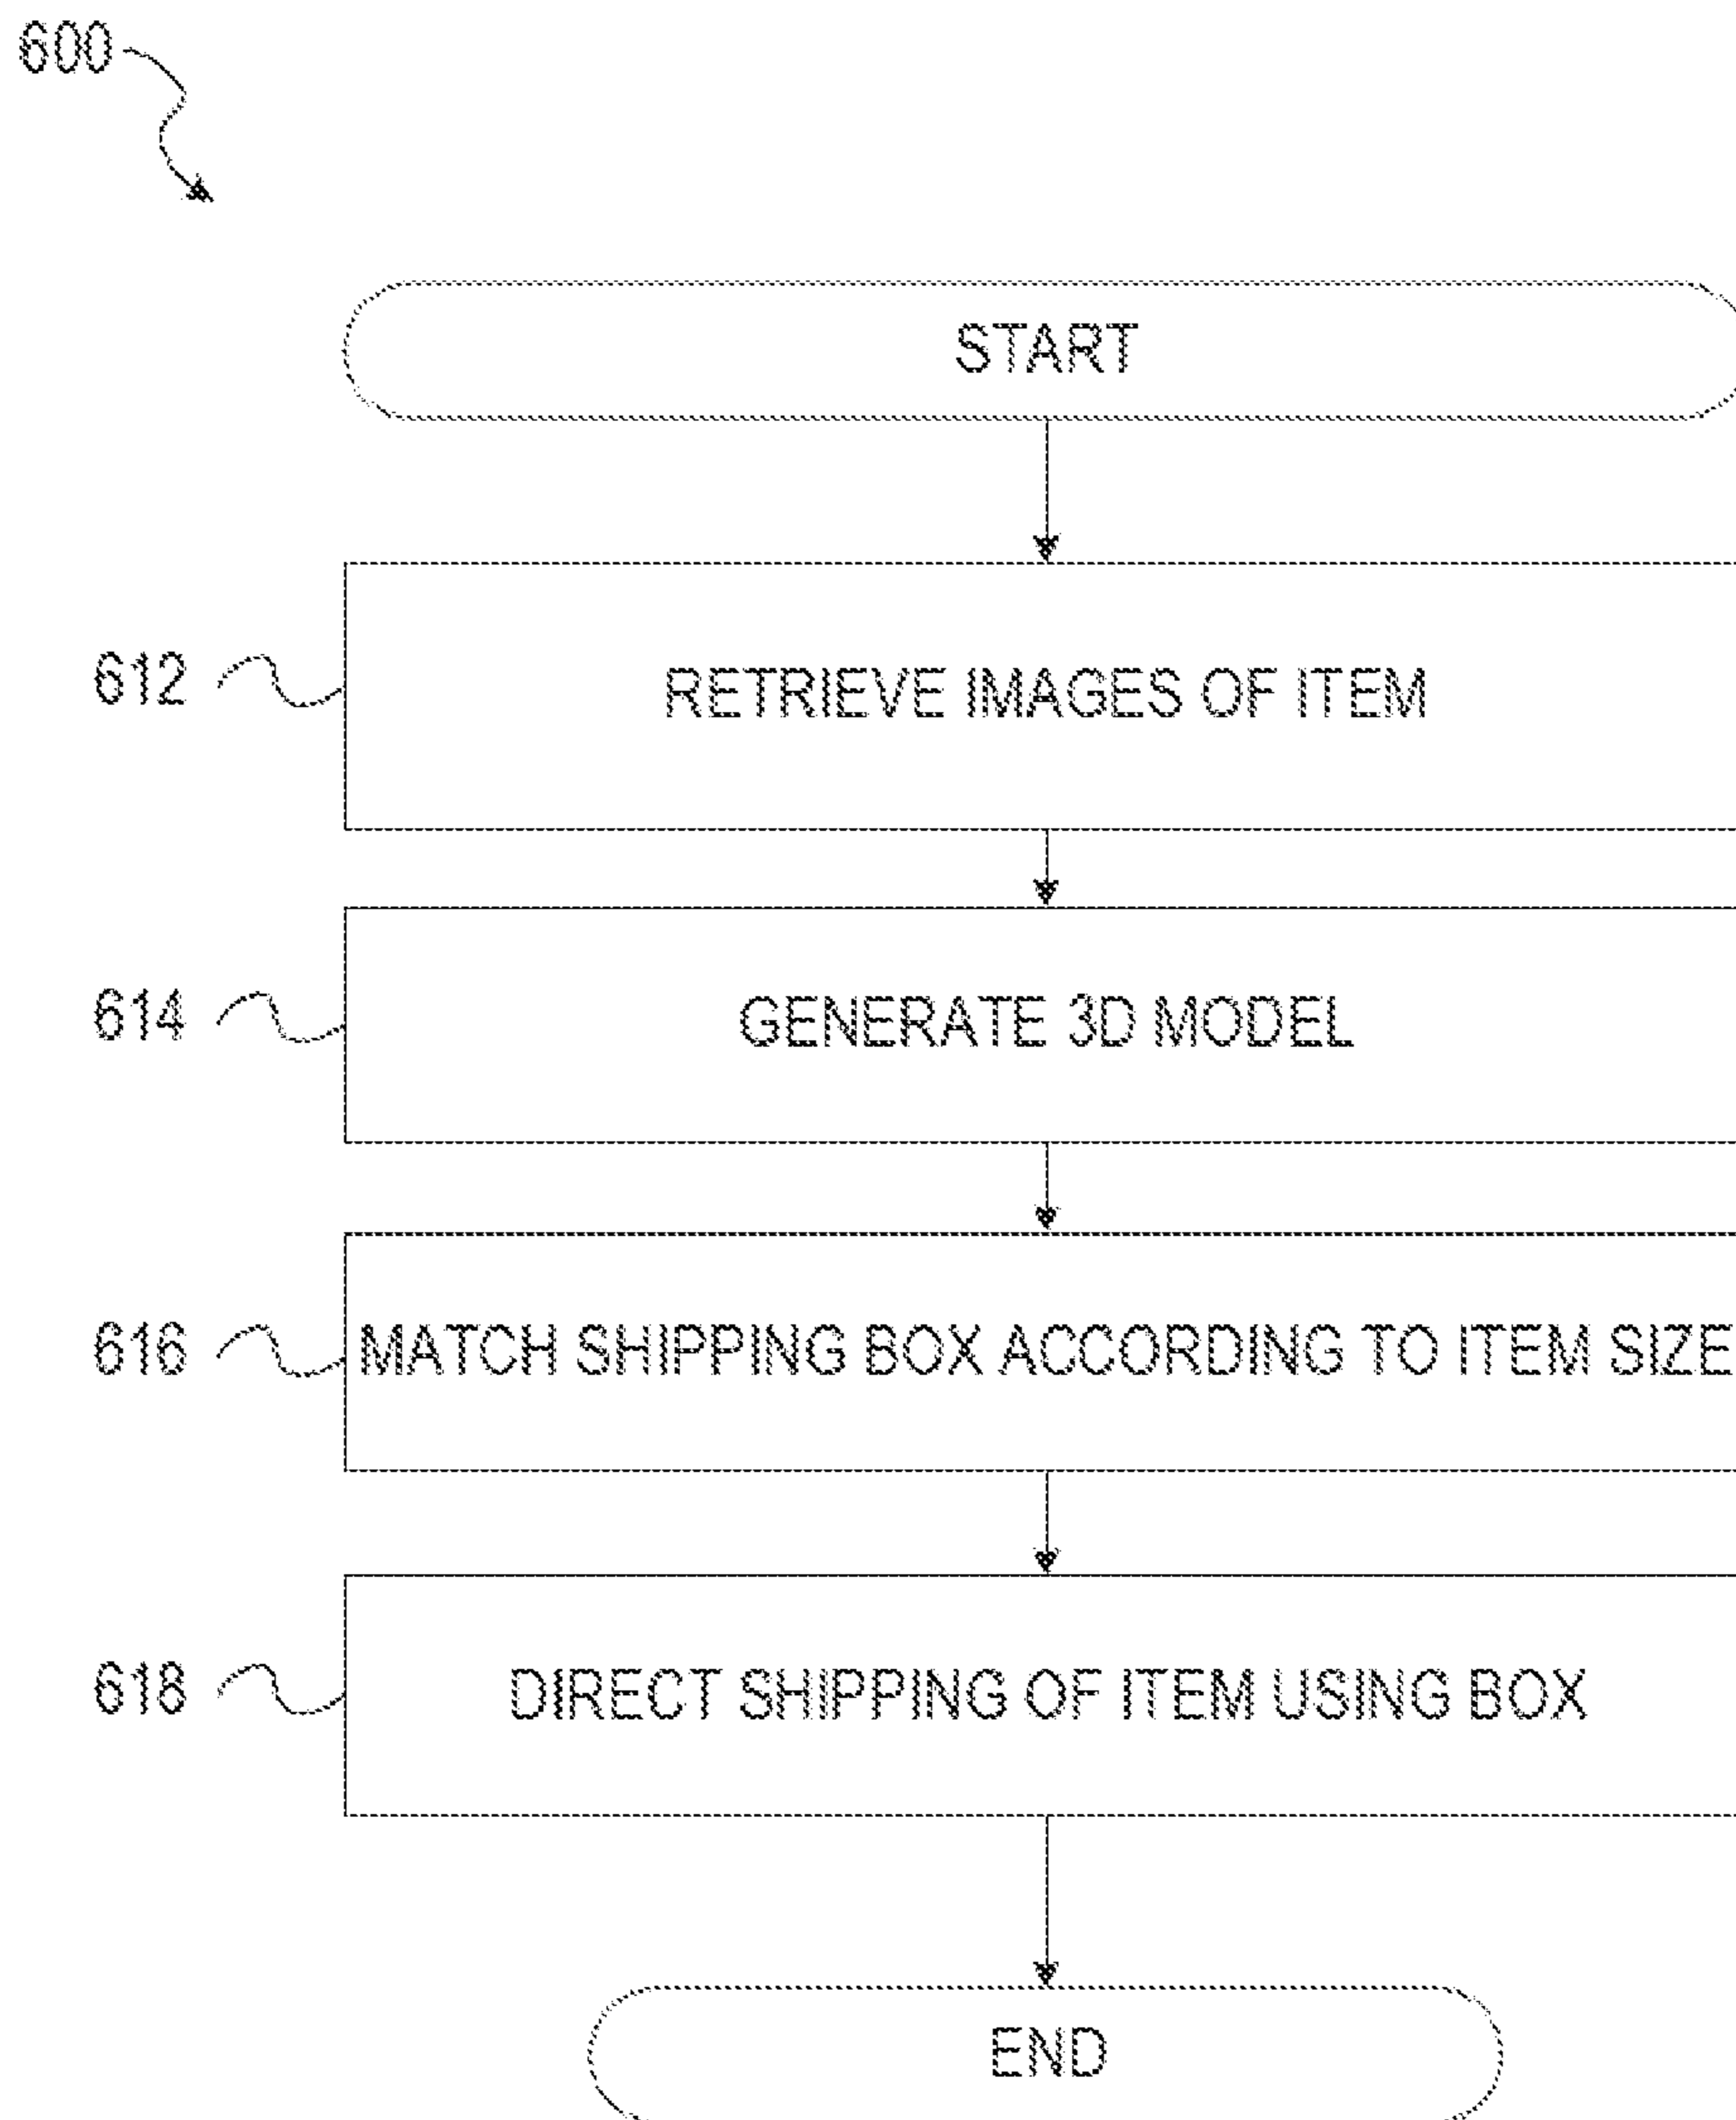 600
START
612
RETRIEVE IMAGES OF ITEM
614
GENERATE 3D MODEL
616
MATCH SHIPPING BOX ACCORDING TO ITEM SIZE
618
DIRECT SHIPPING OF ITEM USING BOX
END